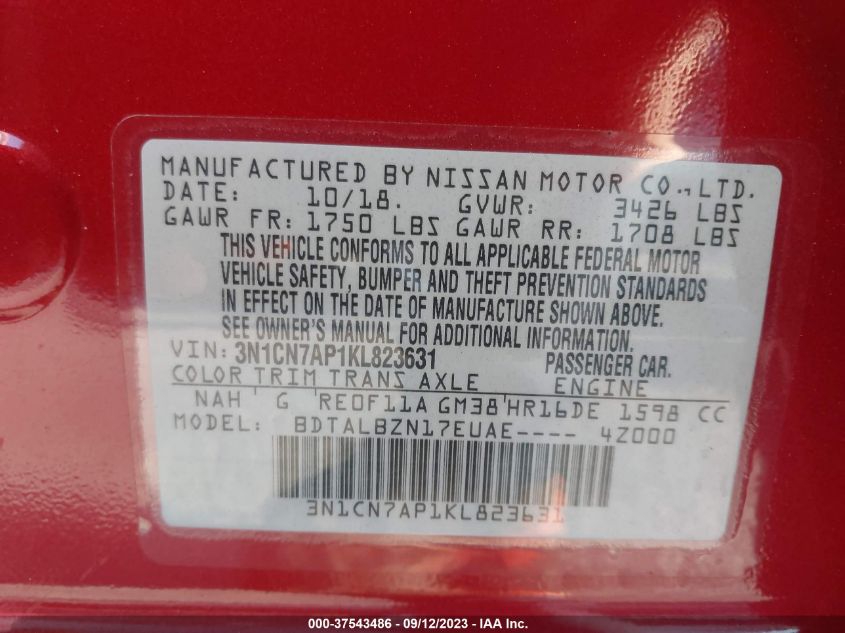 MANUFACTURED BY NISSAN MOTOR CO., LTD.
DATE: 10/18. GVWR: 3426 LBS
GAWR FR: 1750 LBS GAWR RR: 1708 LBS
THIS VEHICLE CONFORMS TO ALL APPLICABLE FEDERAL MOTOR
VEHICLE SAFETY, BUMPER AND THEFT PREVENTION STANDARDS
IN EFFECT ON THE DATE OF MANUFACTURE SHOWN ABOVE.
SEE OWNER'S MANUAL FOR ADDITIONAL INFORMATION.
VIN: 3N1CN7AP1KL823631 PASSENGER CAR.
COLOR TRIM TRANS AXLE ENGINE
NAH G RE0F11A GM38 HR16DE 1598 CC
MODEL: BDTALBZN17EUAE---- 4Z000
3N1CN7AP1KL823631
000-37543486 - 09/12/2023 - IAA Inc.